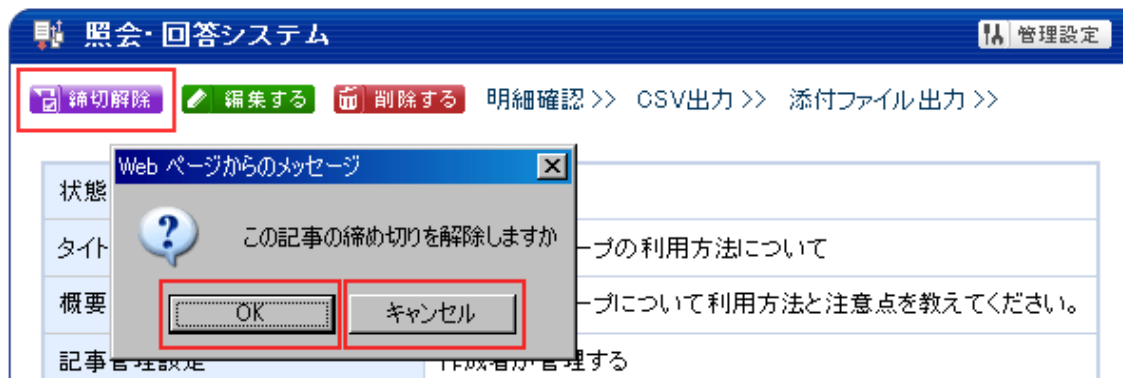 照会・回答システム 管理設定
締切解除 編集する 削除する 明細確認 >> CSV出力 >> 添付ファイル出力 >>
Web ページからのメッセージ
状態
この記事の締め切りを解除しますか
タイト ープの利用方法について
概要 ープについて利用方法と注意点を教えてください。
OK キャンセル
記事管理設定 作成者が管理する